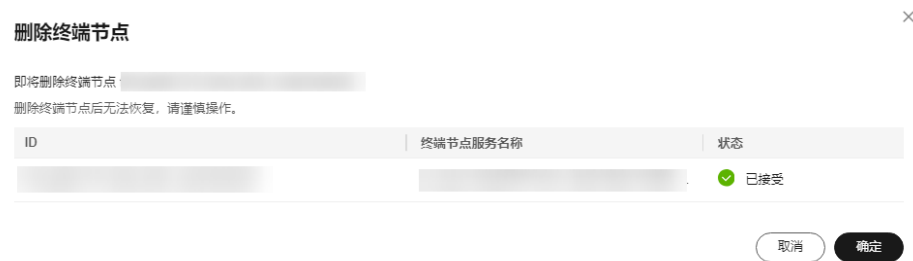 删除终端节点
即将删除终端节点
删除终端节点后无法恢复，请谨慎操作。
ID 终端节点服务名称 状态
已接受
取消 确定